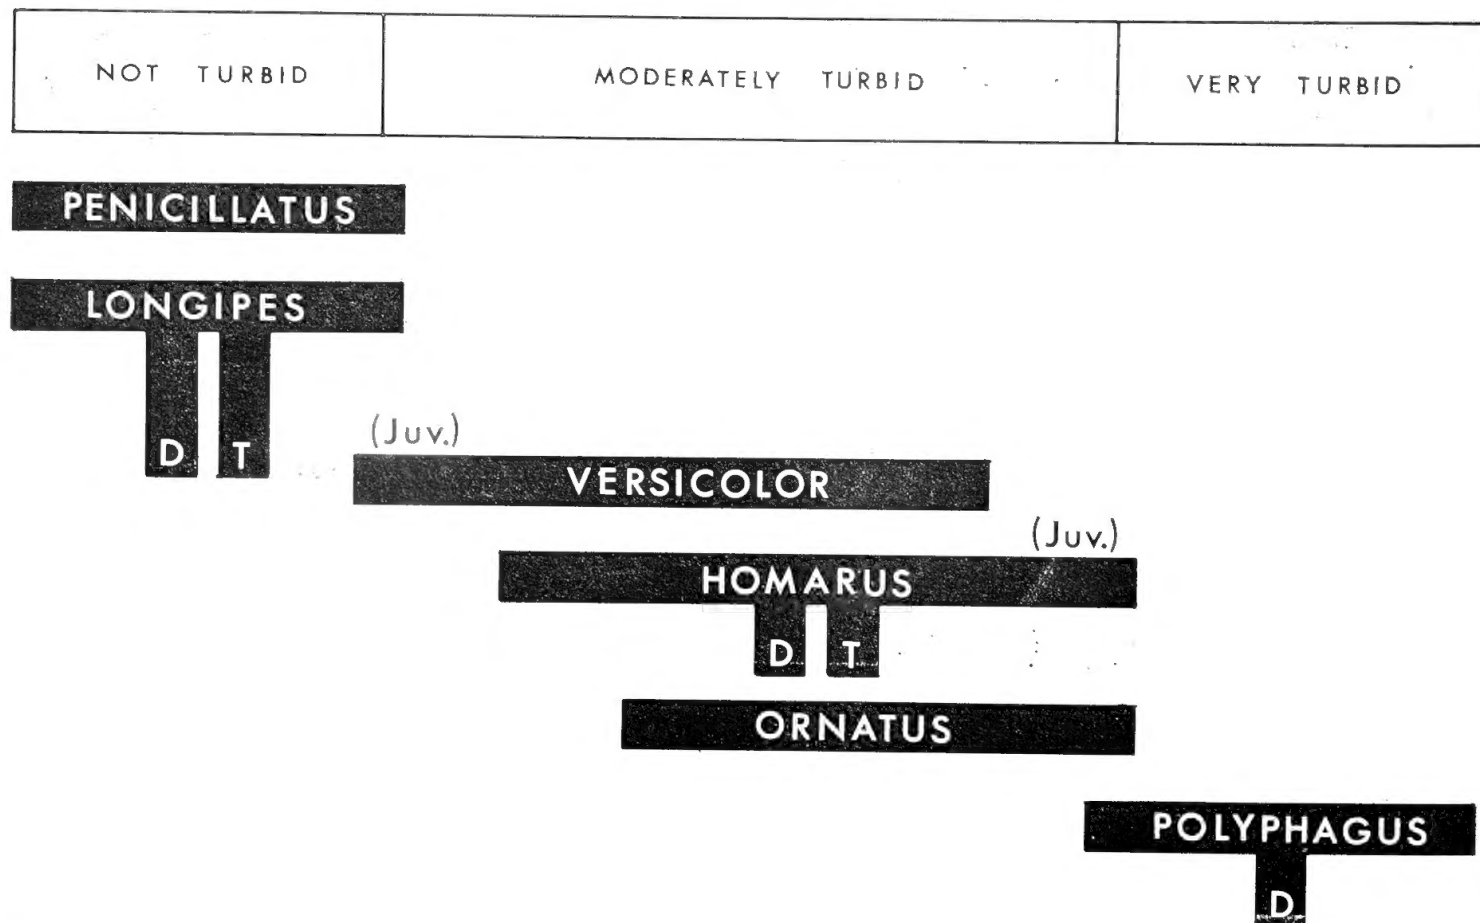 NOT TURBID
MODERATELY TURBID
VERY TURBID
PENICILLATUS
LONGIPES
D T
(Juv.)
VERSICOLOR
(Juv.)
HOMARUS
D T
ORNATUS
POLYPHAGUS
D